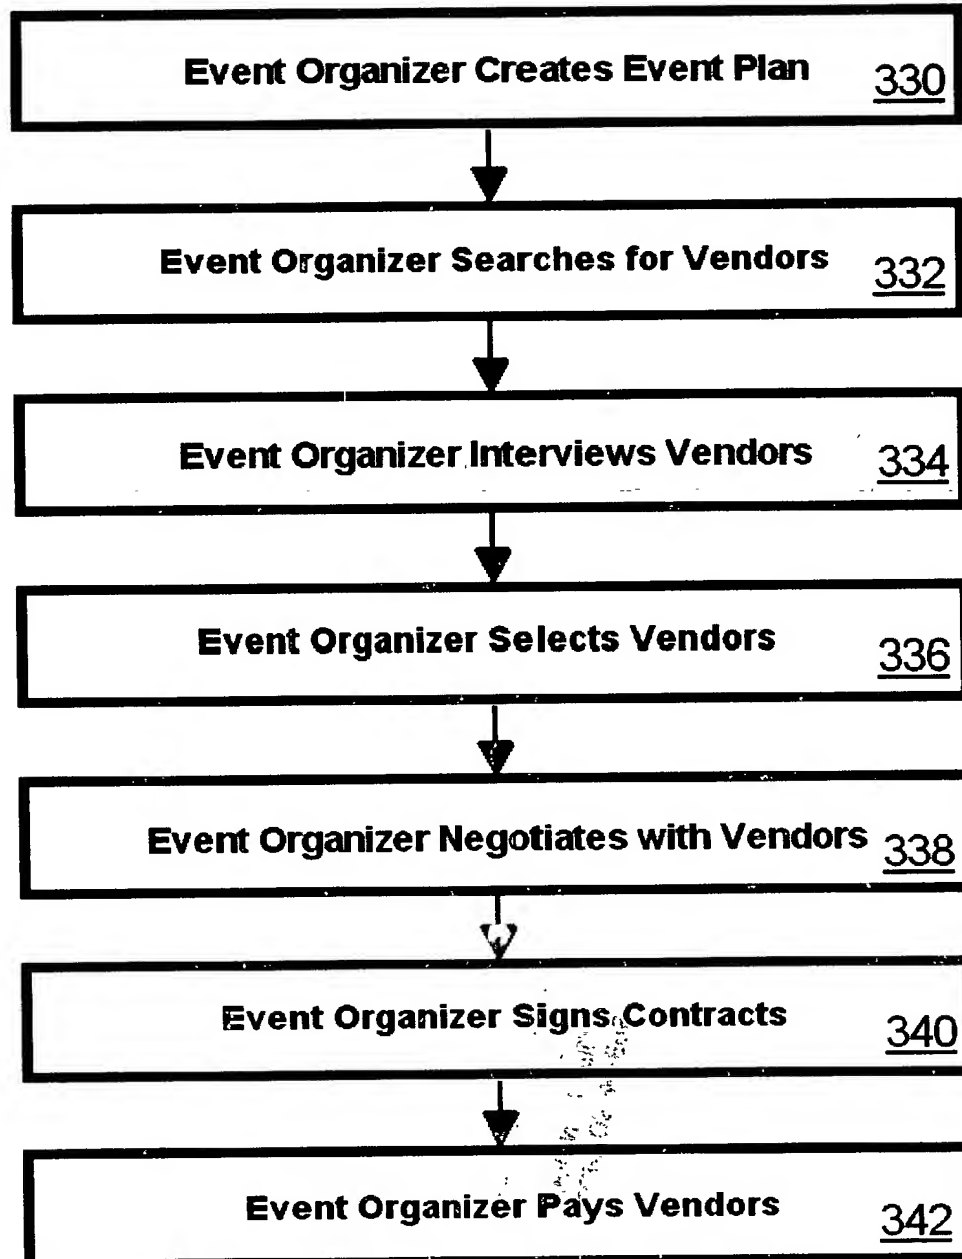 Event Organizer Creates Event Plan 330
Event Organizer Searches for Vendors 332
Event Organizer Interviews Vendors 334
Event Organizer Selects Vendors 336
Event Organizer Negotiates with Vendors 338
Event Organizer Signs Contracts 340
Event Organizer Pays Vendors 342